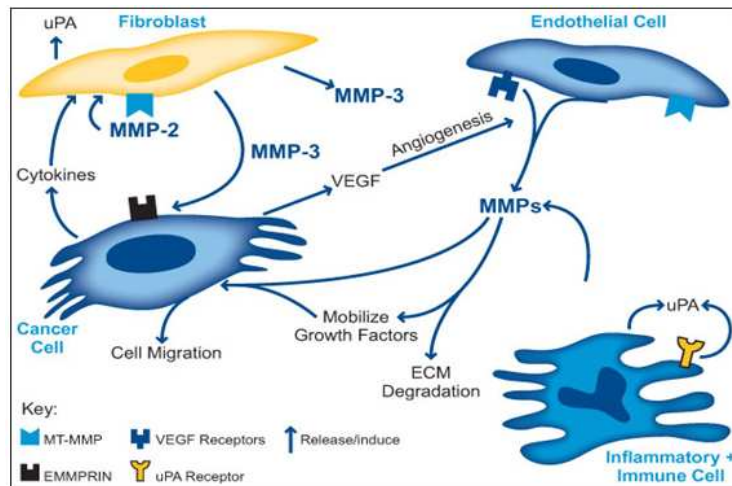 uPA
Fibroblast
Endothelial Cell
MMP-3
MMP-2
MMP-3
Cytokines
VEGF
Angiogenesis
MMPs
Cancer
Cell
Cell Migration
Mobilize
Growth Factors
ECM
Degradation
uPA
Key:
MT-MMP
VEGF Receptors
Release/induce
EMMPRIN
uPA Receptor
Inflammatory +
Immune Cell